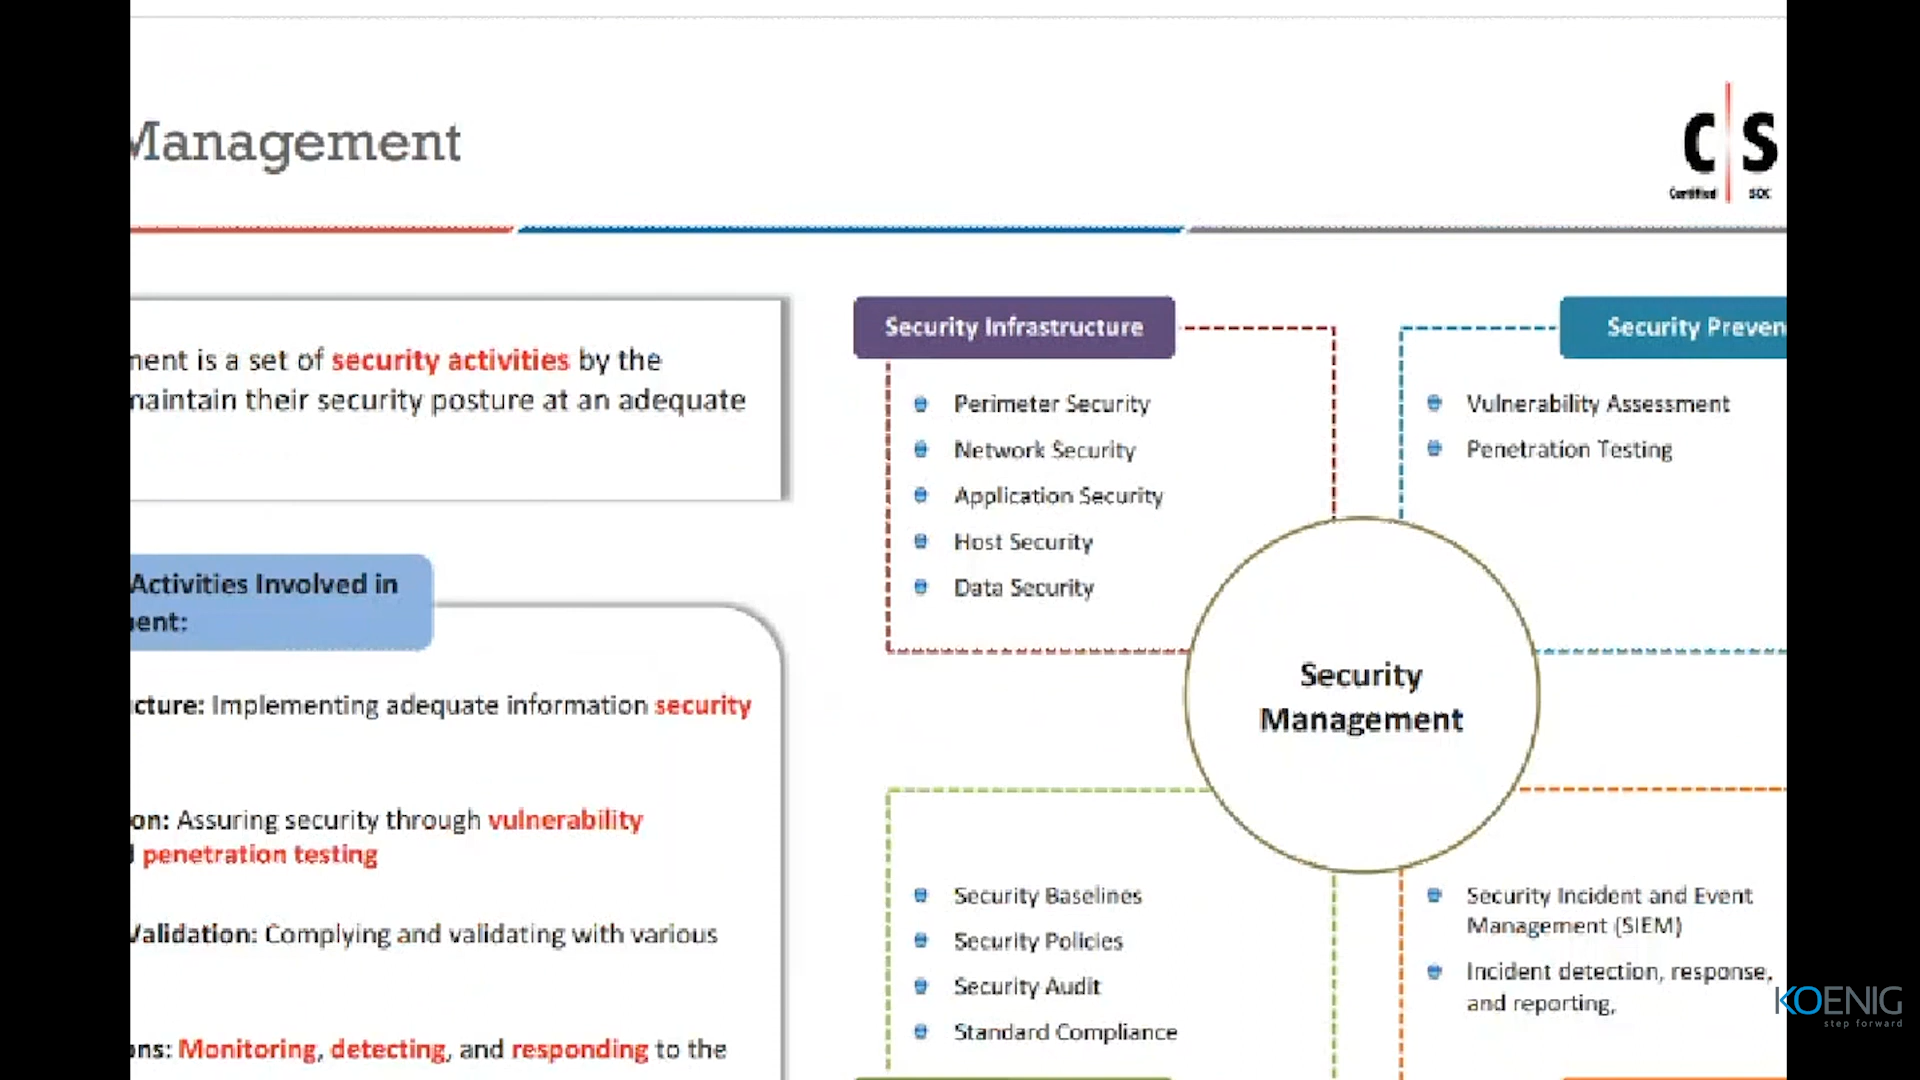 Management
C|S
Certified SOC
ment is a set of security activities by the
maintain their security posture at an adequate
Activities Involved in
ent:
cture: Implementing adequate information security
on: Assuring security through vulnerability
penetration testing
Validation: Complying and validating with various
ons: Monitoring, detecting, and responding to the
Security Infrastructure
Perimeter Security
Network Security
Application Security
Host Security
Data Security
Security Preven
Vulnerability Assessment
Penetration Testing
Security
Management
Security Baselines
Security Policies
Security Audit
Standard Compliance
Security Incident and Event
Management (SIEM)
Incident detection, response,
and reporting,
KOENIG
step forward